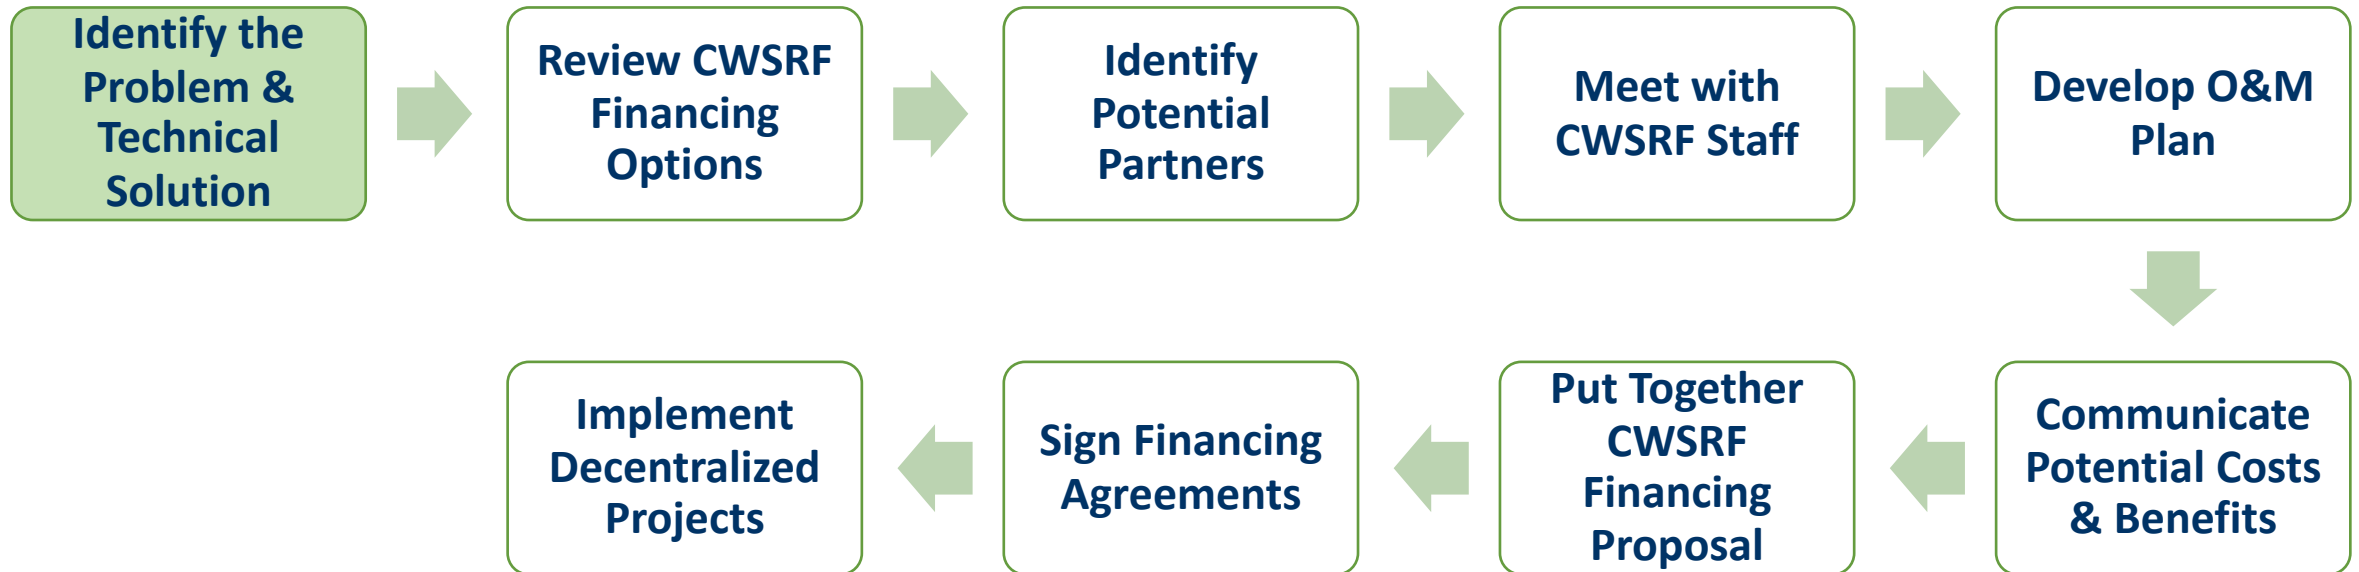 Identify the
Problem &
Technical
Solution
Review CWSRF
Financing
Options
Identify
Potential
Partners
Meet with
CWSRF Staff
Develop O&M
Plan
Communicate
Potential Costs
& Benefits
Put Together
CWSRF
Financing
Proposal
Sign Financing
Agreements
Implement
Decentralized
Projects